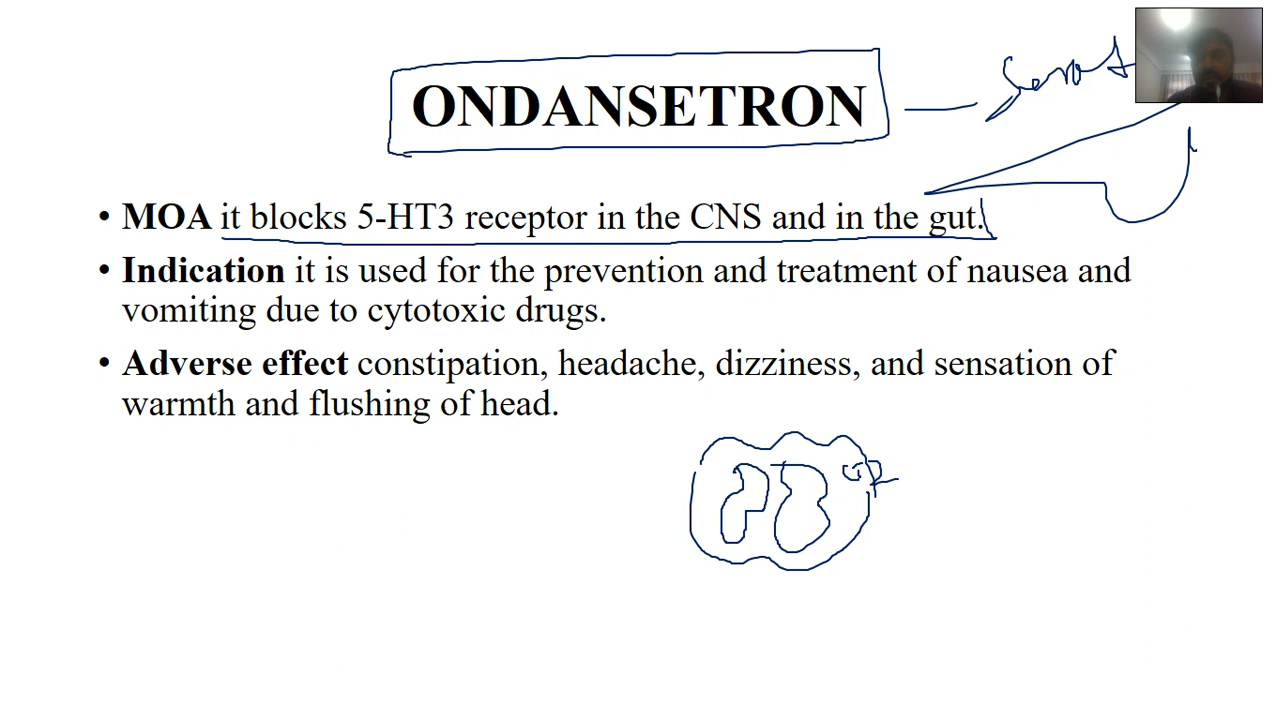 ONDANSETRON
• MOA it blocks 5-HT3 receptor in the CNS and in the gut.
• Indication it is used for the prevention and treatment of nausea and
vomiting due to cytotoxic drugs.
• Adverse effect constipation, headache, dizziness, and sensation of
warmth and flushing of head.